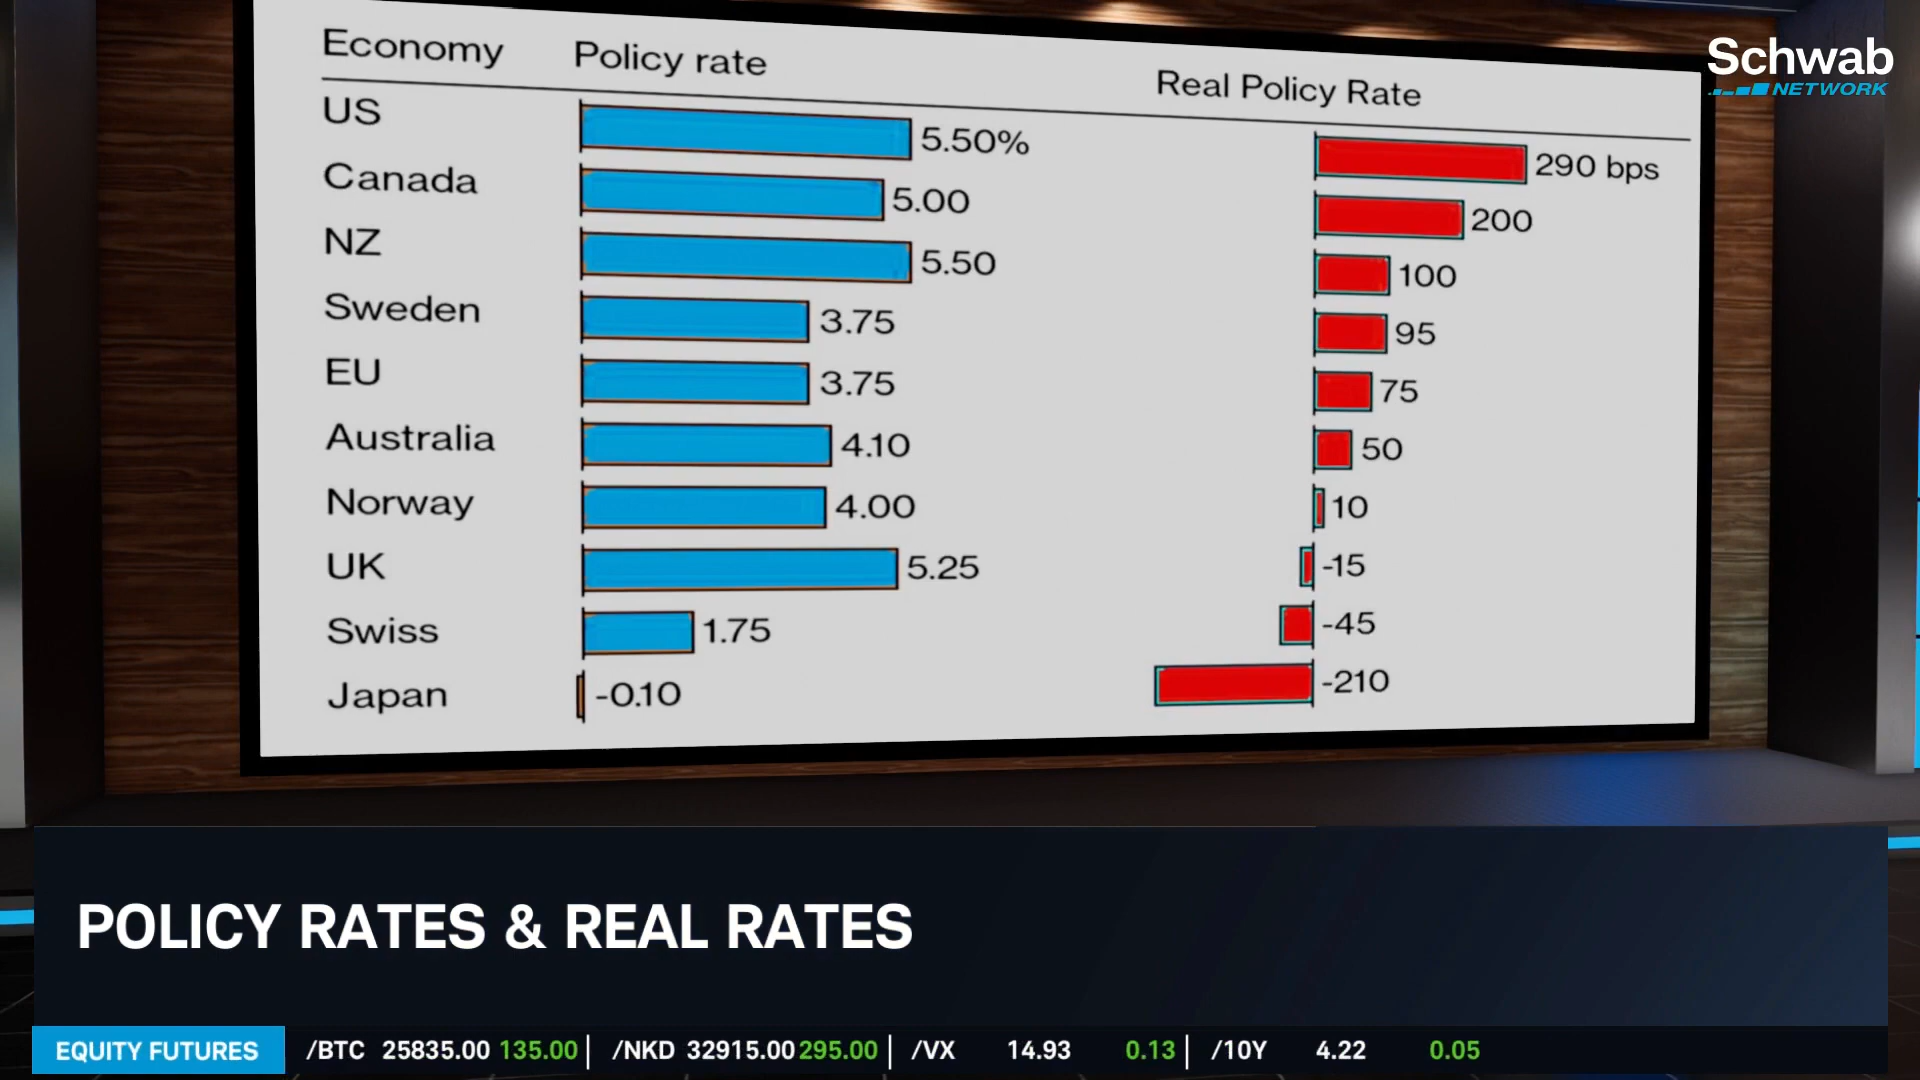 Schwab
NETWORK
Economy Policy rate Real Policy Rate
US 5.50% 290 bps
Canada 5.00 200
NZ 5.50 100
Sweden 3.75 95
EU 3.75 75
Australia 4.10 50
Norway 4.00 10
UK 5.25 -15
Swiss 1.75 -45
Japan -0.10 -210
POLICY RATES & REAL RATES
EQUITY FUTURES /BTC 25835.00 135.00 /NKD 32915.00 295.00 /VX 14.93 0.13 /10Y 4.22 0.05